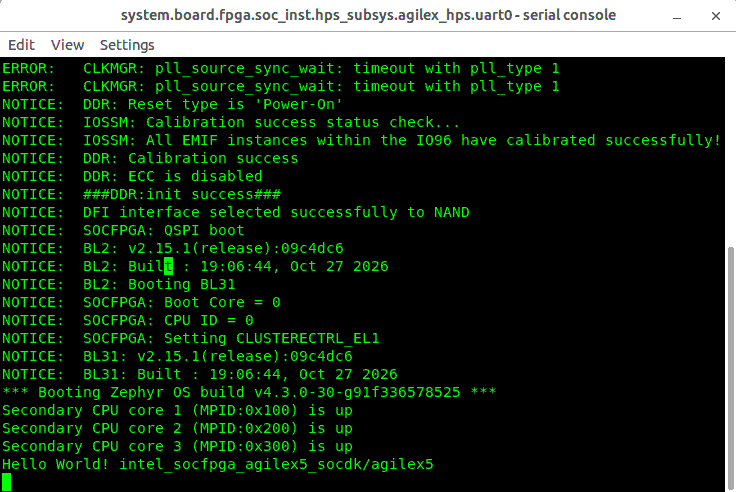 system.board.fpga.soc_inst.hps_subsys.agilex_hps.uart0 - serial console
Edit View Settings
ERROR: CLKMGR: pll_source_sync_wait: timeout with pll_type 1
ERROR: CLKMGR: pll_source_sync_wait: timeout with pll_type 1
NOTICE: DDR: Reset type is 'Power-On'
NOTICE: IOSSM: Calibration success status check...
NOTICE: IOSSM: All EMIF instances within the IO96 have calibrated successfully!
NOTICE: DDR: Calibration success
NOTICE: DDR: ECC is disabled
NOTICE: ###DDR:init success###
NOTICE: DFI interface selected successfully to NAND
NOTICE: SOCFPGA: QSPI boot
NOTICE: BL2: v2.15.1(release):09c4dc6
NOTICE: BL2: Built : 19:06:44, Oct 27 2026
NOTICE: BL2: Booting BL31
NOTICE: SOCFPGA: Boot Core = 0
NOTICE: SOCFPGA: CPU ID = 0
NOTICE: SOCFPGA: Setting CLUSTERECTRL_EL1
NOTICE: BL31: v2.15.1(release):09c4dc6
NOTICE: BL31: Built : 19:06:44, Oct 27 2026
*** Booting Zephyr OS build v4.3.0-30-g91f336578525 ***
Secondary CPU core 1 (MPID:0x100) is up
Secondary CPU core 2 (MPID:0x200) is up
Secondary CPU core 3 (MPID:0x300) is up
Hello World! intel_socfpga_agilex5_socdk/agilex5